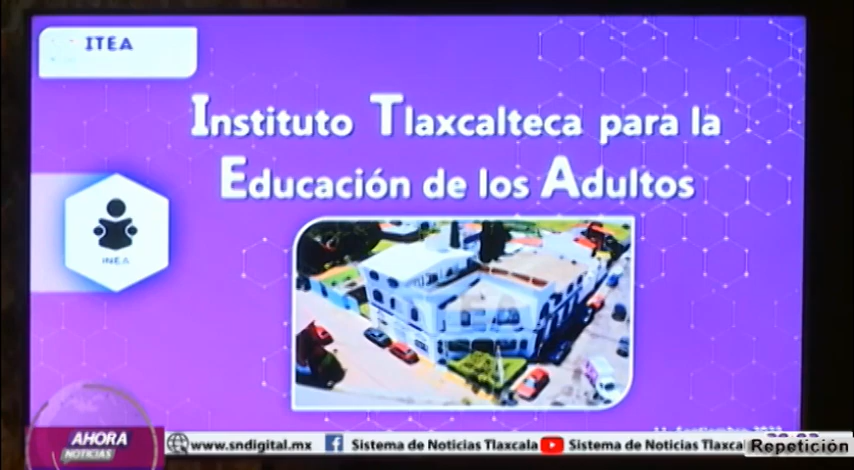 ITEA
Instituto Tlaxcalteca para la
Educación de los Adultos
INEA
AHORA
NOTICIAS
www.sndigital.mx Sistema de Noticias Tlaxcala Sistema de Noticias
Repetición